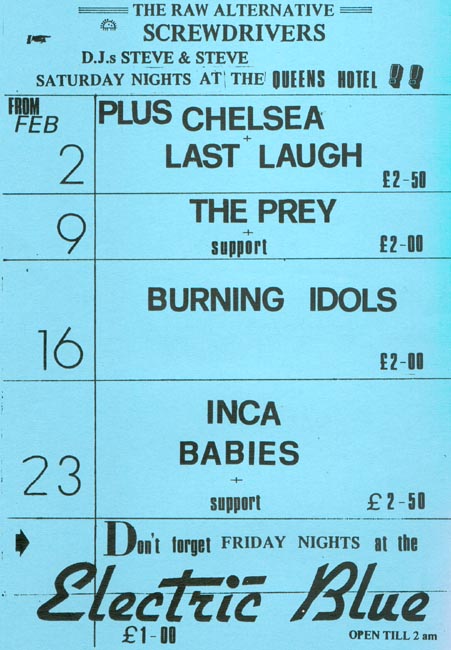 THE RAW ALTERNATIVE
SCREWDRIVERS
D.J.s STEVE & STEVE
SATURDAY NIGHTS AT THE QUEENS HOTEL !!
FROM
FEB
PLUS CHELSEA
+
2 LAST LAUGH
£2-50
THE PREY
9 +
support £2-00
BURNING IDOLS
16
£2-00
INCA
BABIES
23 +
support £2-50
Don't forget FRIDAY NIGHTS at the
Electric Blue
£1-00 OPEN TILL 2 am